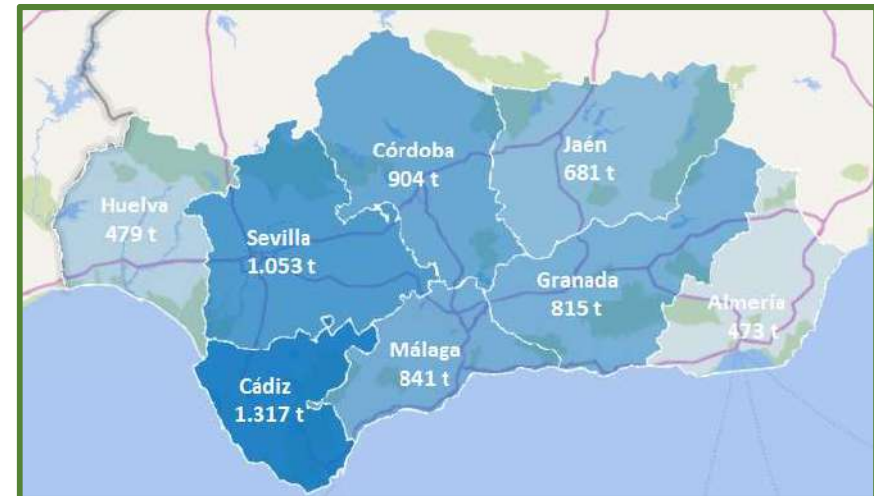 Córdoba
904 t
Jaén
681 t
Huelva
479 t
Sevilla
1.053 t
Granada
815 t
Almería
473 t
Málaga
841 t
Cádiz
1.317 t